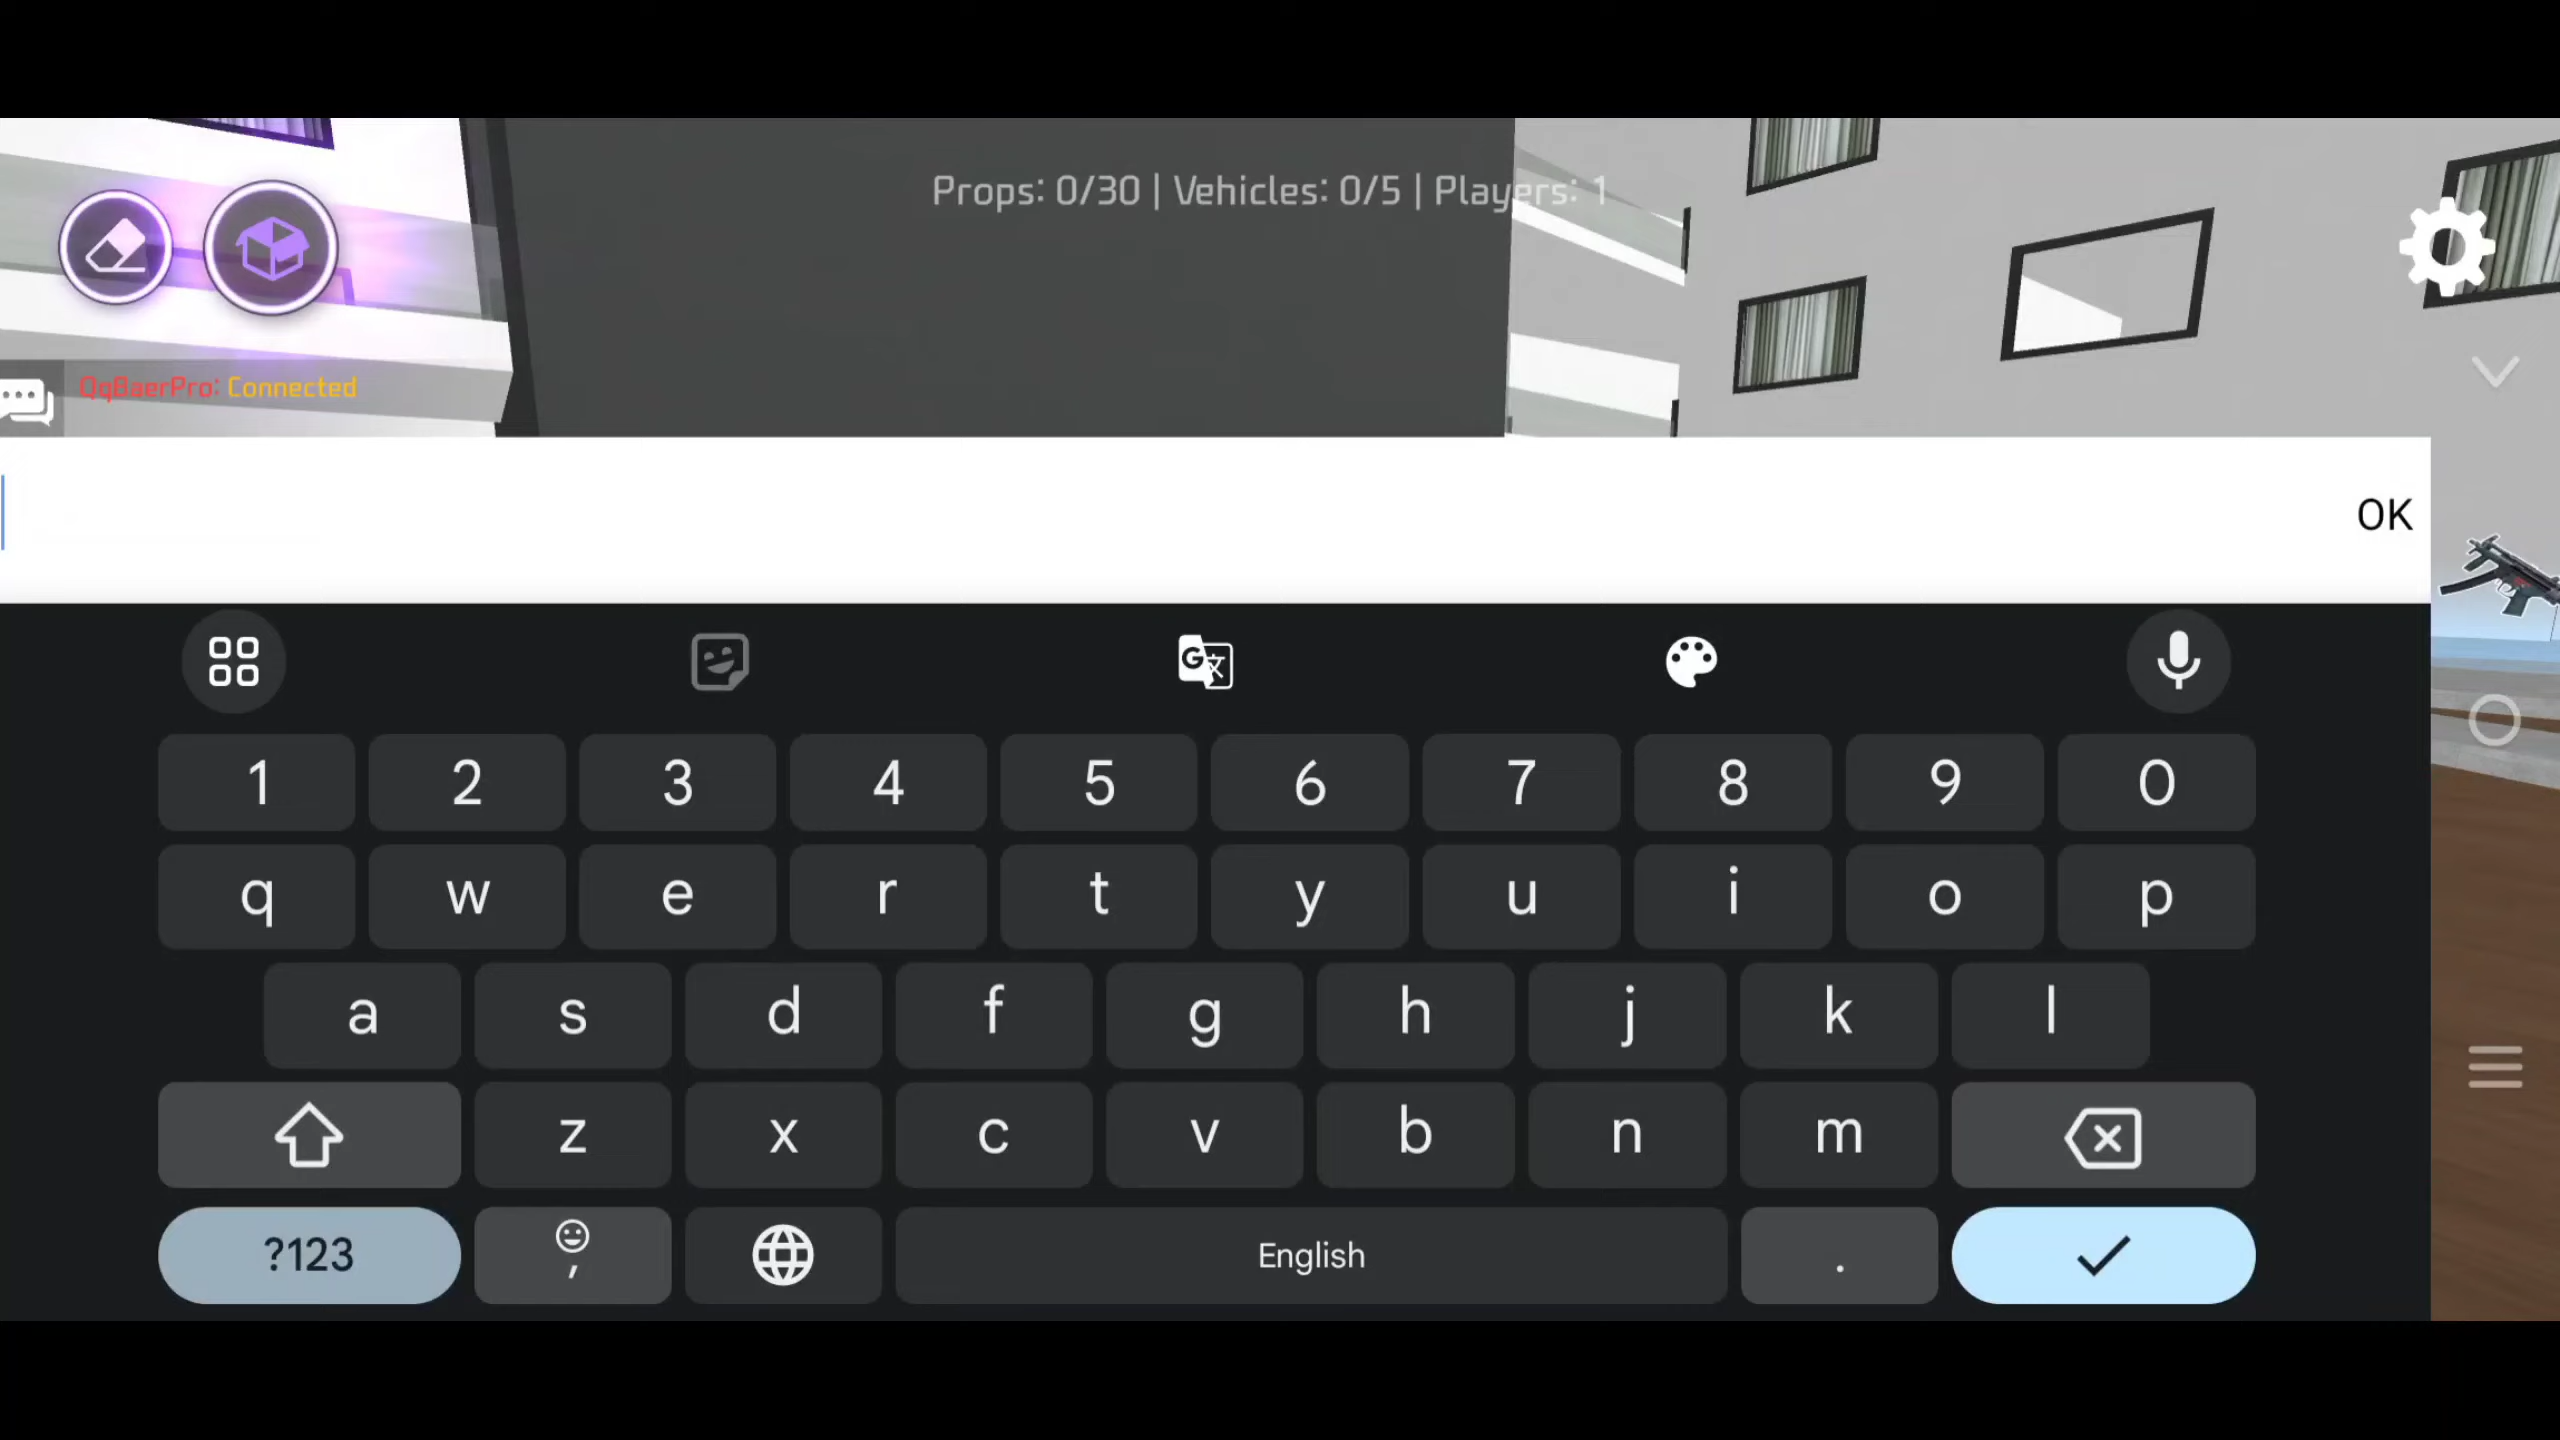 Props: 0/30 | Vehicles: 0/5 | Players: 1
QqBaerPro: Connected
OK
1 2 3 4 5 6 7 8 9 0
q w e r t y u i o p
a s d f g h j k l
z x c v b n m
?123 , English .